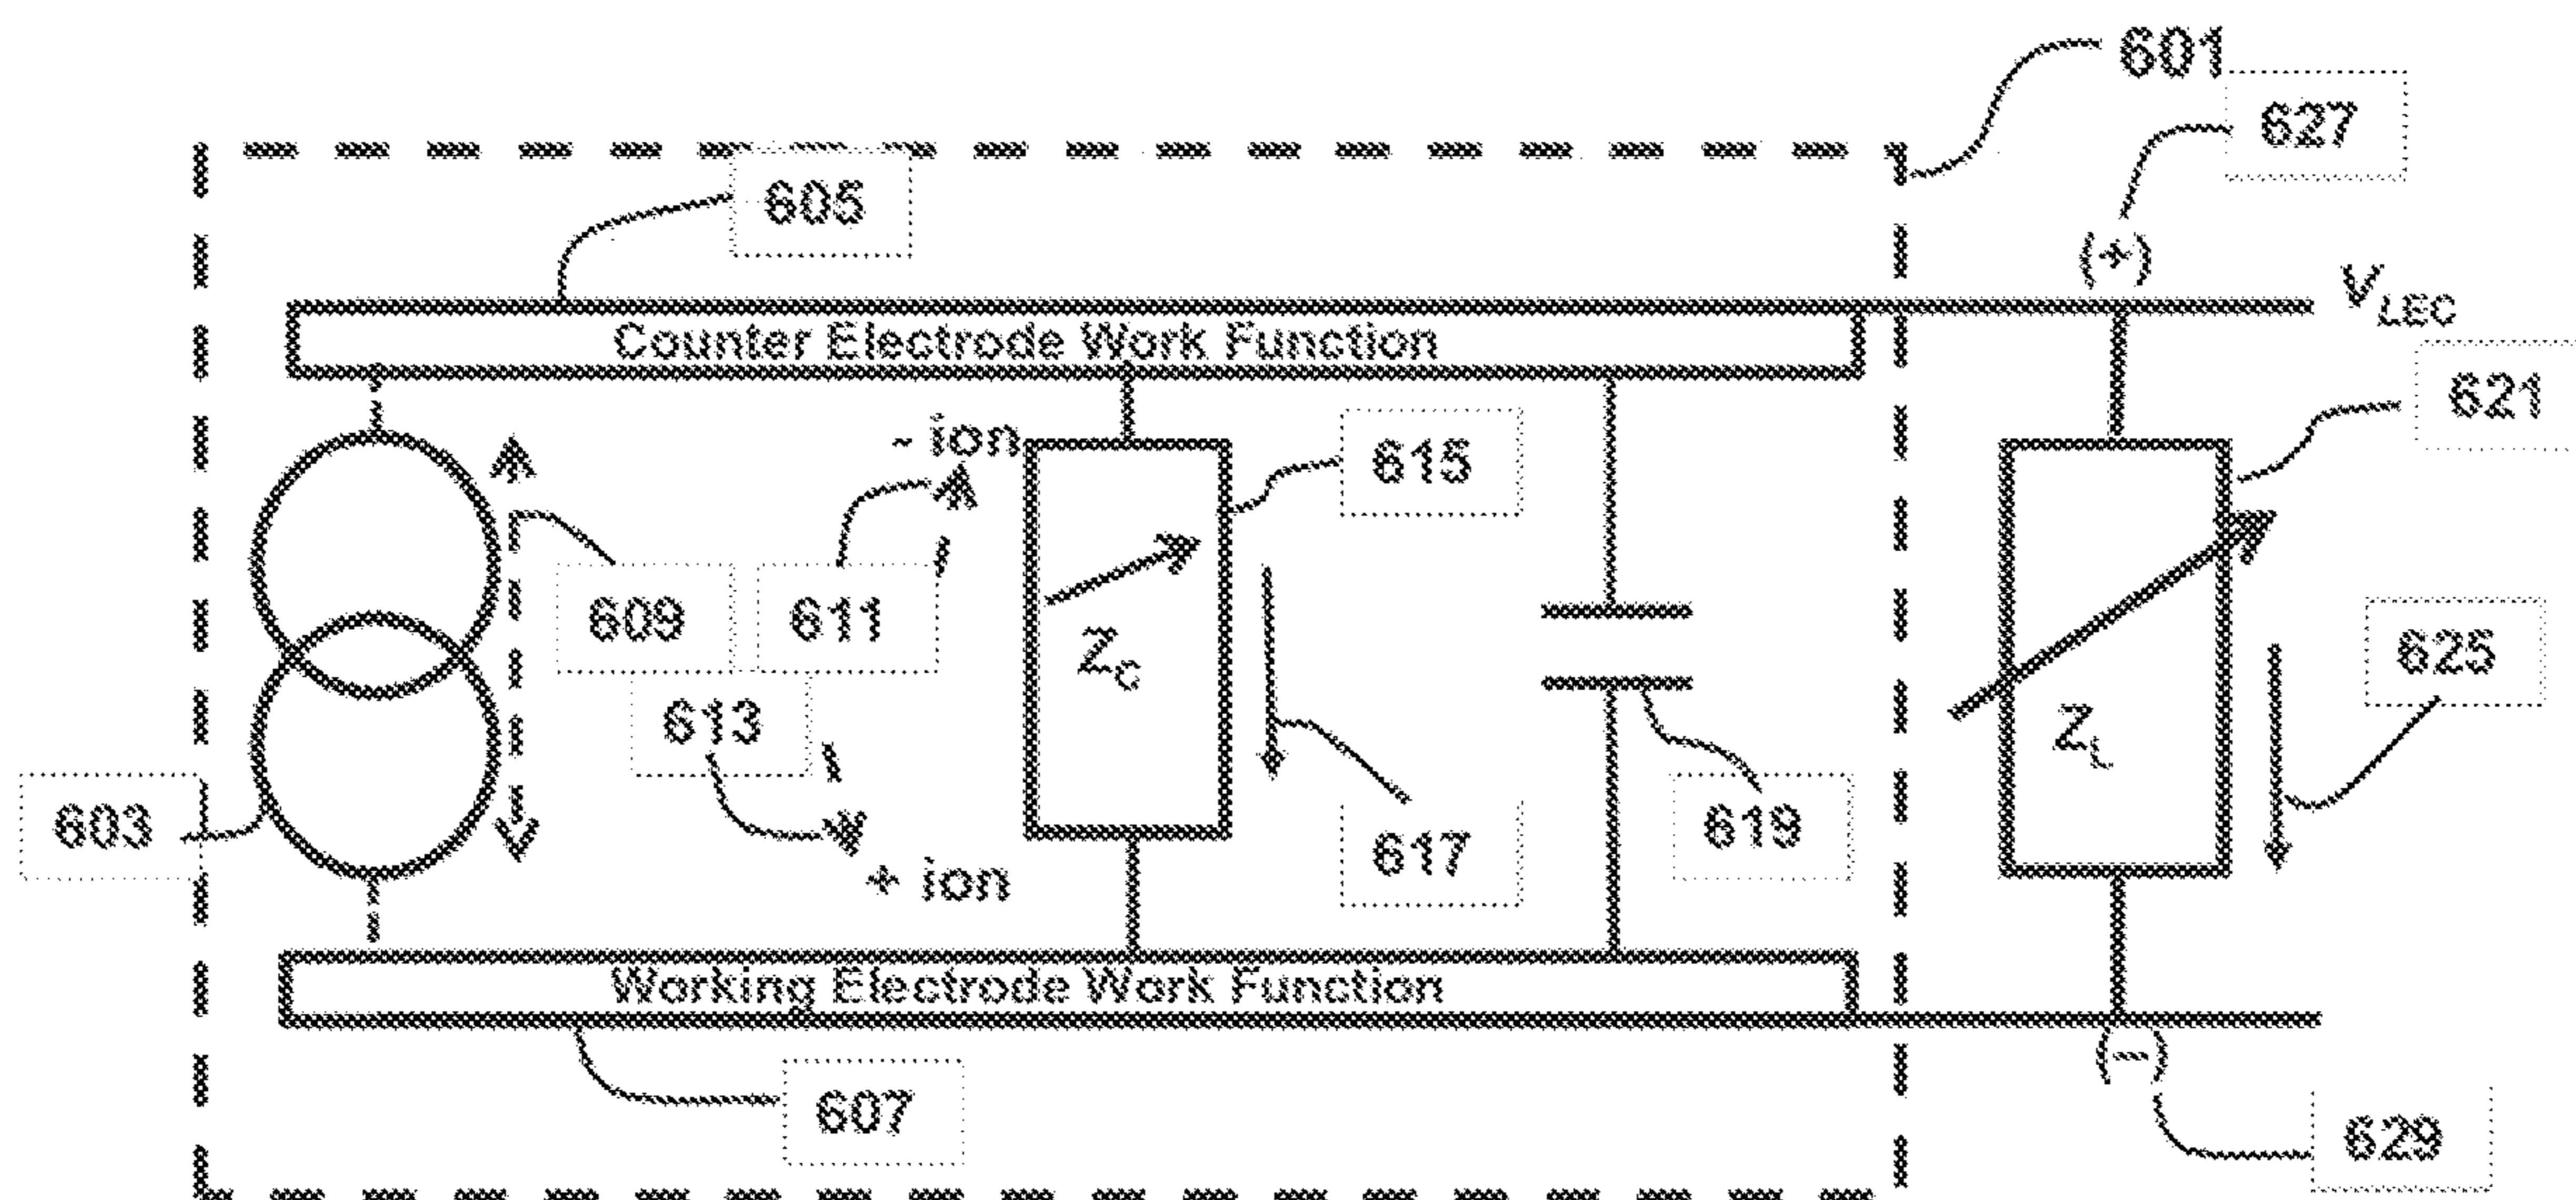 601
627
605
(+)
V_LEC
Counter Electrode Work Function
621
- ion
615
609
611
Z_C
625
613
Z_L
603
619
617
+ ion
Working Electrode Work Function
(-)
607
629